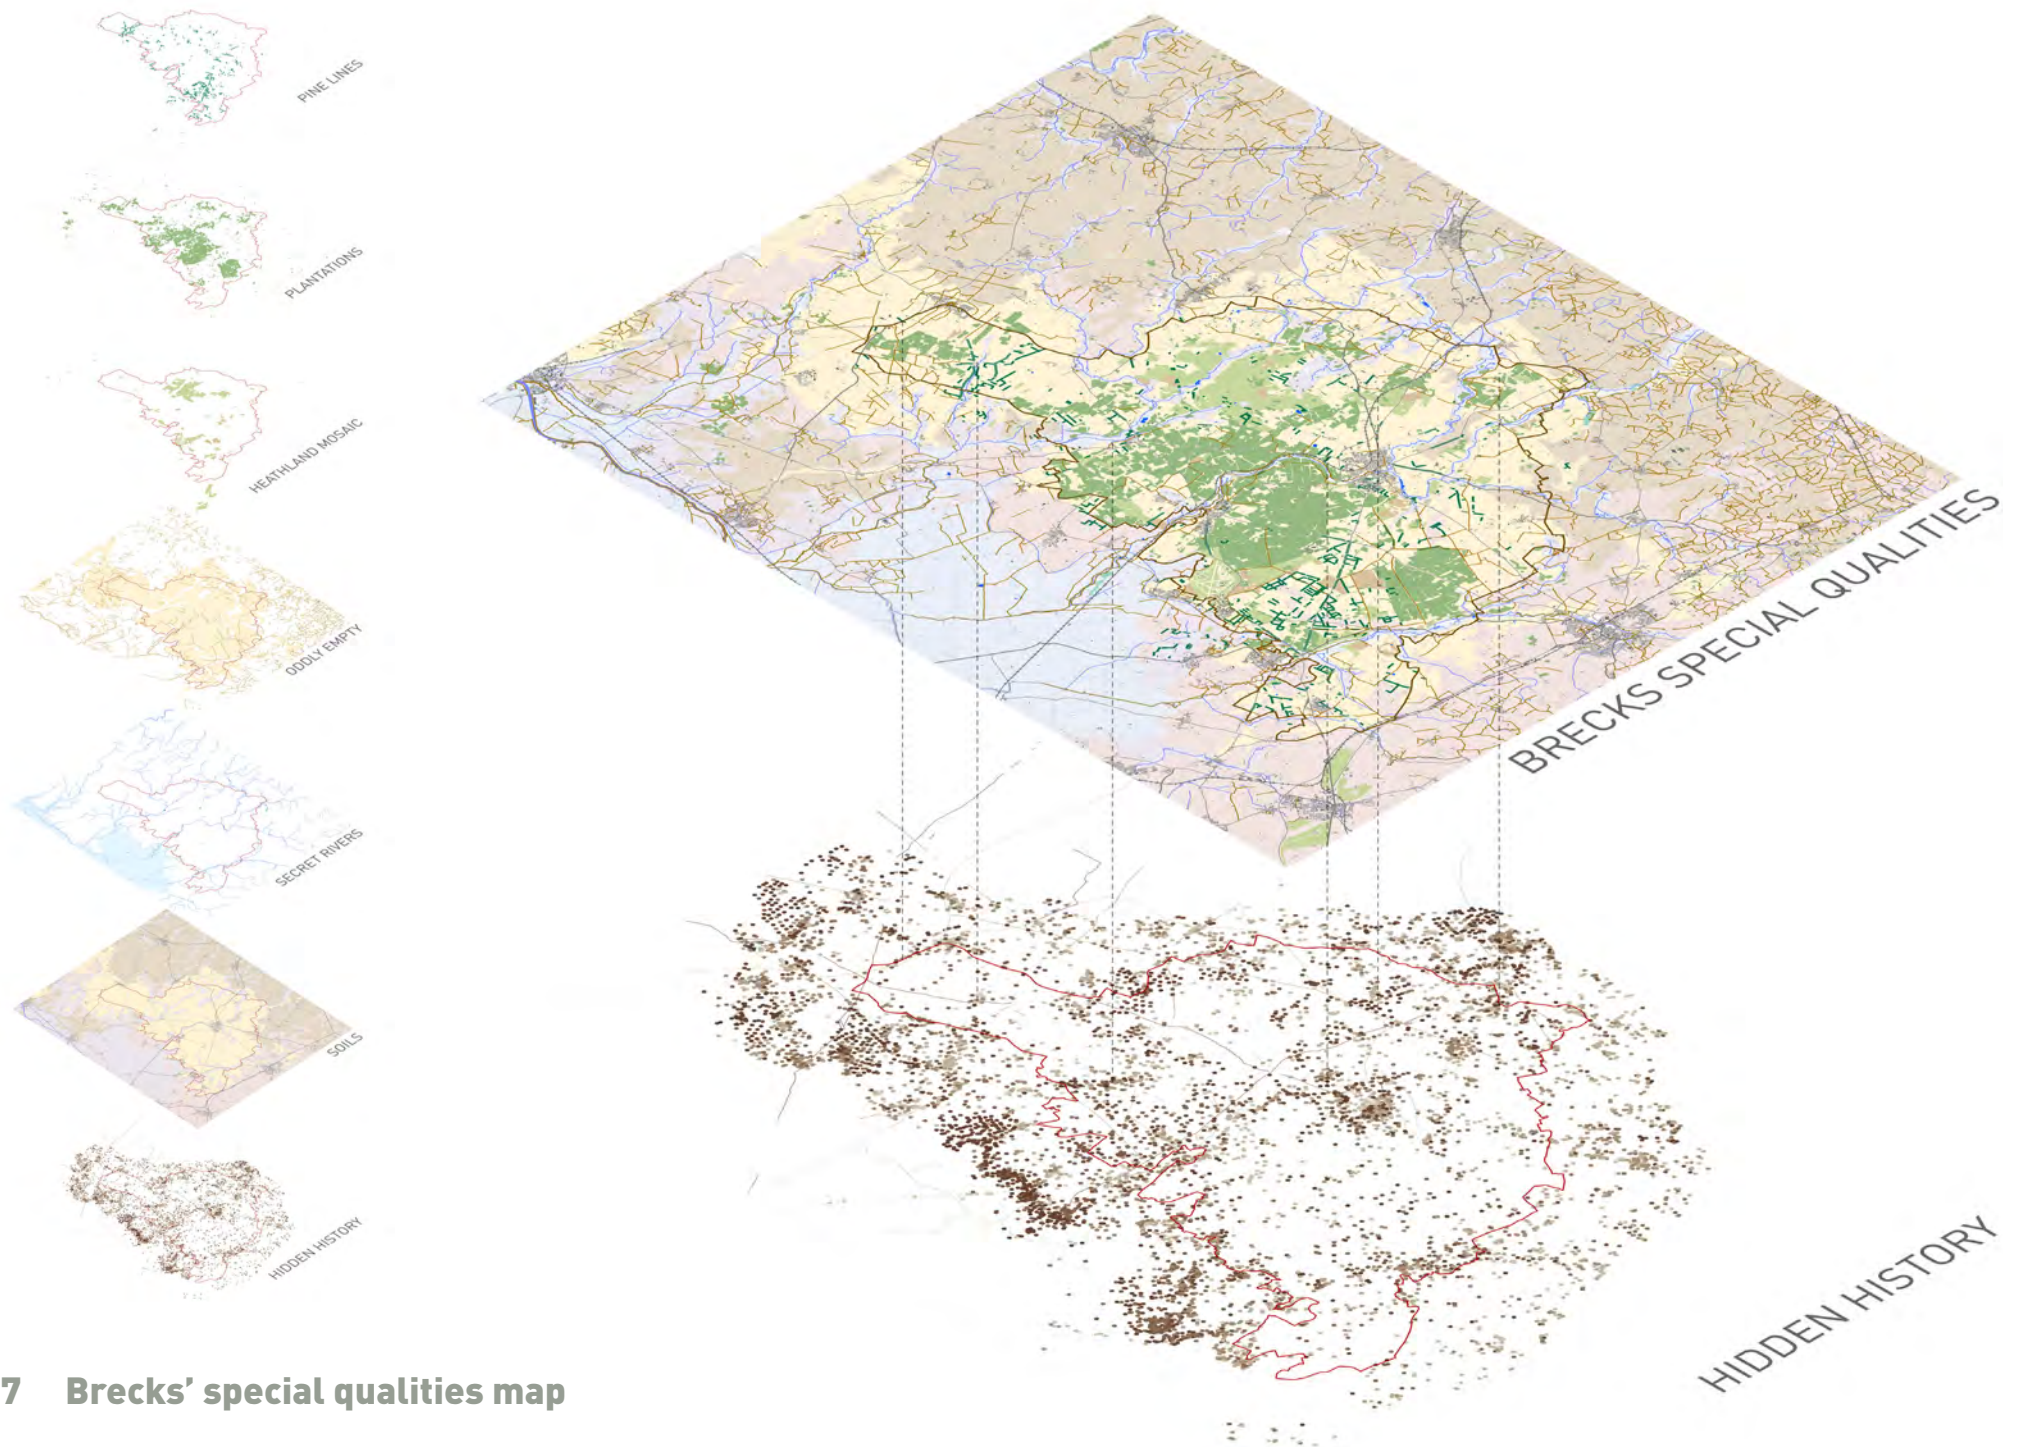 PINE LINES
PLANTATIONS
HEATHLAND MOSAIC
ODDLY EMPTY
SECRET RIVERS
SOILS
HIDDEN HISTORY
BRECKS SPECIAL QUALITIES
HIDDEN HISTORY
7 Brecks’ special qualities map